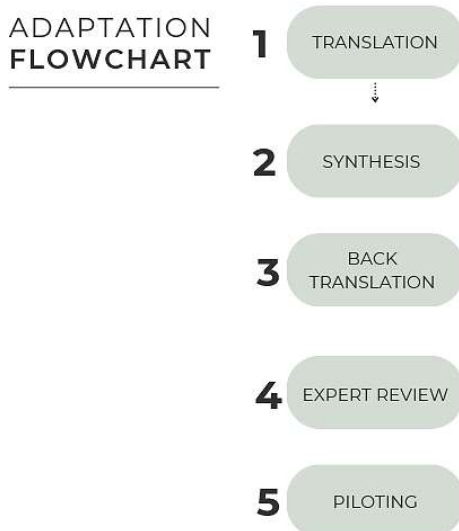 ADAPTATION
FLOWCHART
1
TRANSLATION
2
SYNTHESIS
3
BACK
TRANSLATION
4
EXPERT REVIEW
5
PILOTING